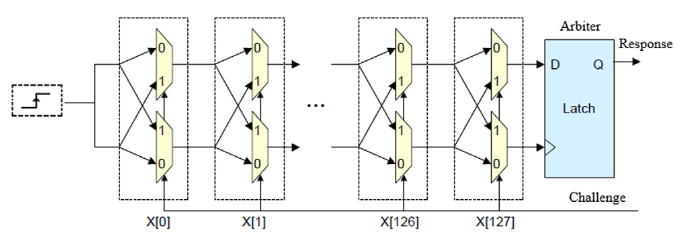 Arbiter
Response
0 0 0 0
D Q
1 1 1 1
...
Latch
1 1 1 1
0 0 0 0
Challenge
X[0] X[1] X[126] X[127]